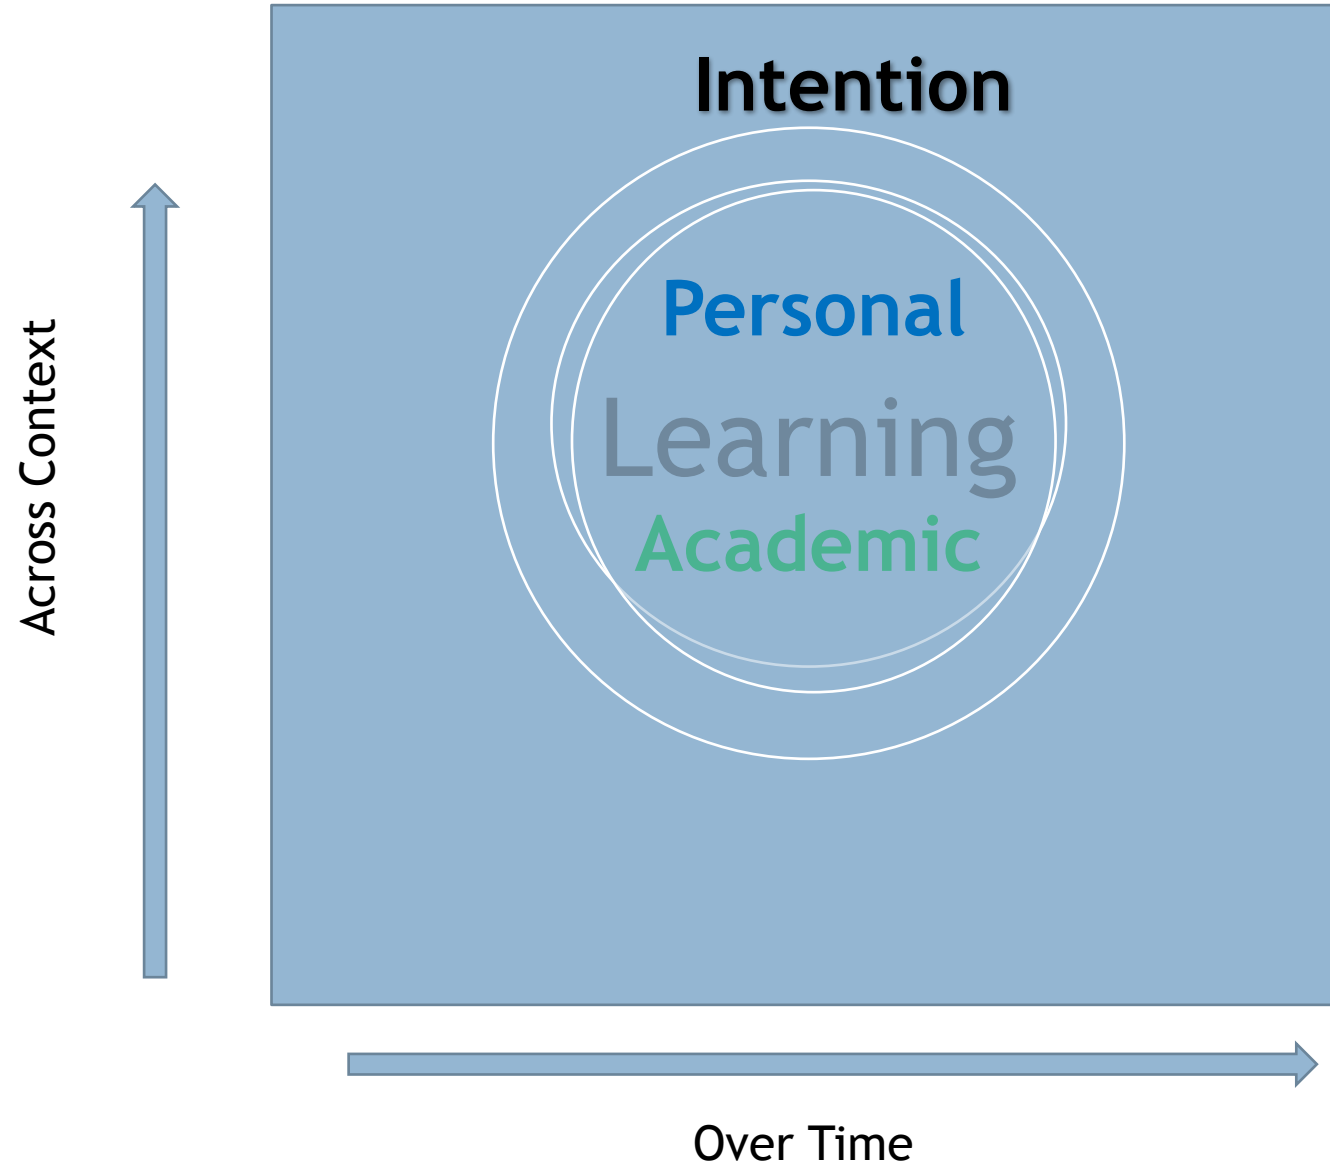 Intention
Personal
Learning
Academic
Across Context
Over Time